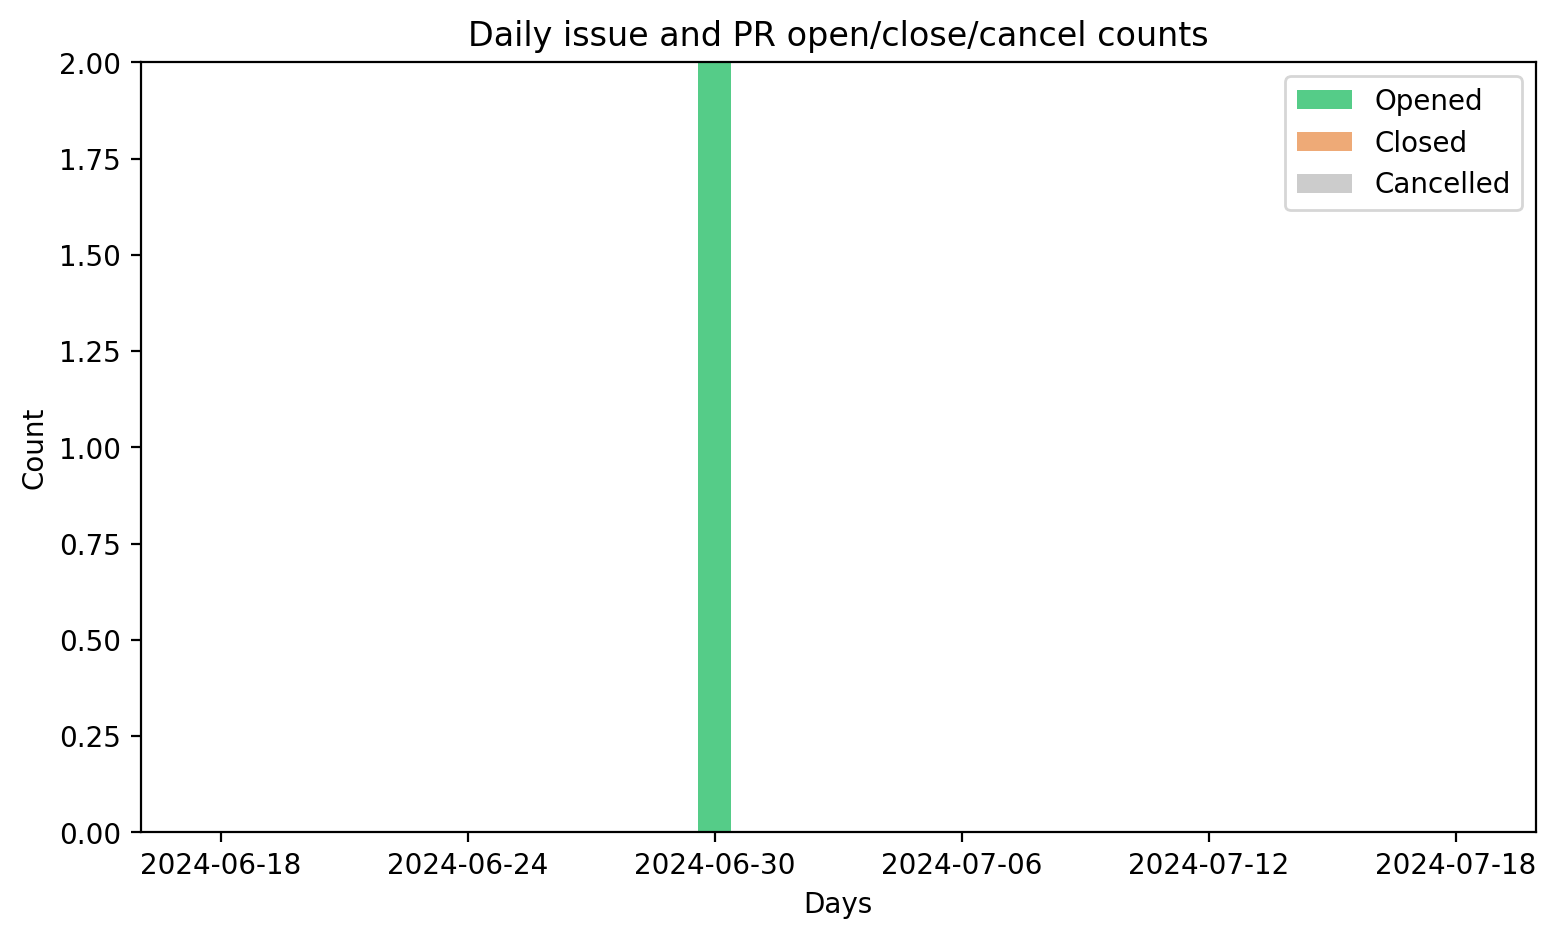 Daily issue and PR open/close/cancel counts
2.00
1.75
1.50
1.25
1.00
0.75
0.50
0.25
0.00
Count
Opened
Closed
Cancelled
2024-06-18
2024-06-24
2024-06-30
2024-07-06
2024-07-12
2024-07-18
Days